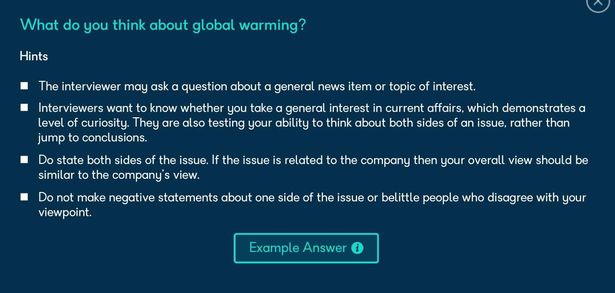 What do you think about global warming?
Hints
The interviewer may ask a question about a general news item or topic of interest.
Interviewers want to know whether you take a general interest in current affairs, which demonstrates a
level of curiosity. They are also testing your ability to think about both sides of an issue, rather than
jump to conclusions.
Do state both sides of the issue. If the issue is related to the company then your overall view should be
similar to the company's view.
Do not make negative statements about one side of the issue or belittle people who disagree with your
viewpoint.
Example Answer i